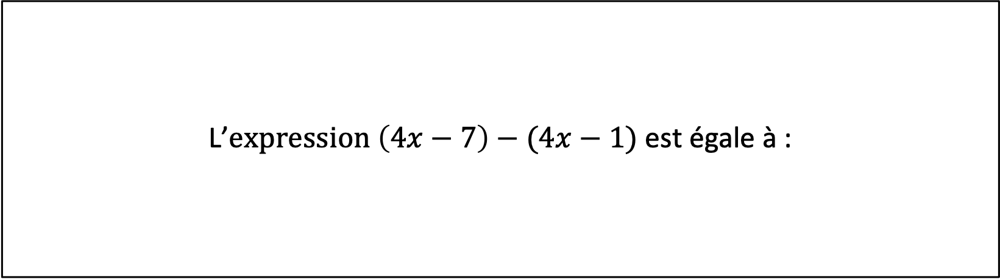 L’expression (4𝑥 − 7) − (4𝑥 − 1) est égale à :